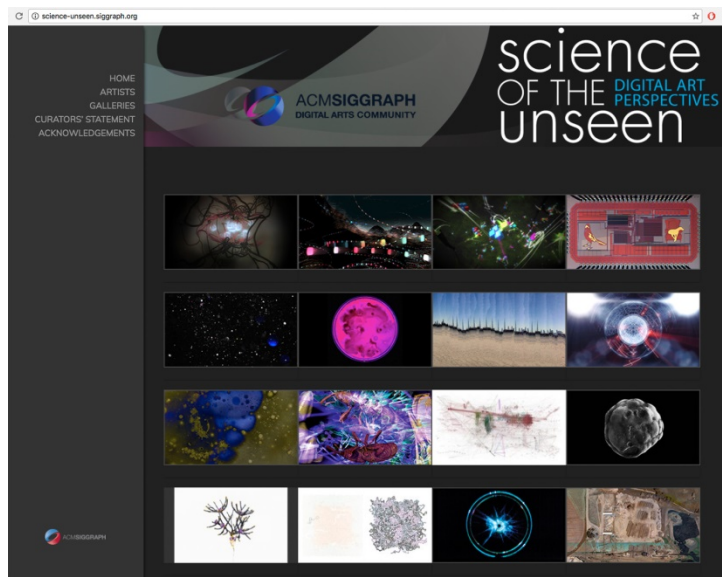 science-unseen.siggraph.org
HOME
ARTISTS
GALLERIES
CURATORS' STATEMENT
ACKNOWLEDGEMENTS
ACMSIGGRAPH
DIGITAL ARTS COMMUNITY
science
OF THE DIGITAL ART
PERSPECTIVES
unseen
ACMSIGGRAPH